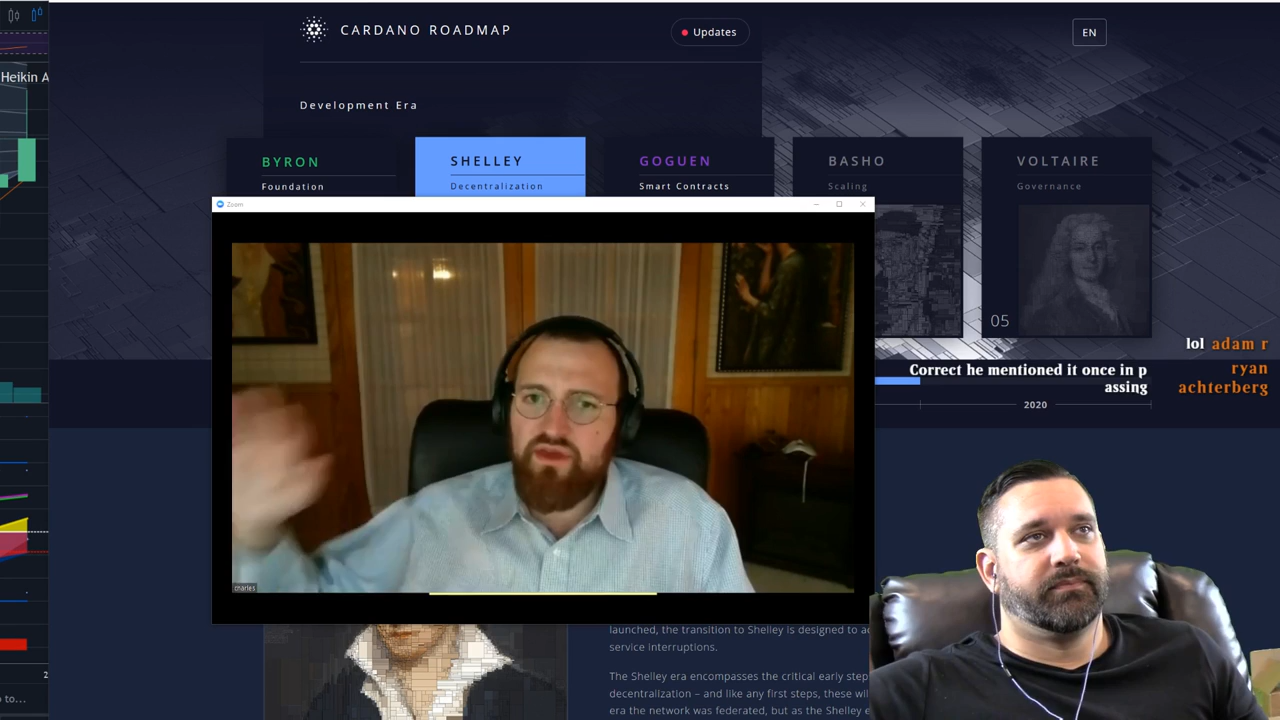 Heikin A
CARDANO ROADMAP
Updates
EN
Development Era
BYRON
Foundation
SHELLEY
Decentralization
GOGUEN
Smart Contracts
BASHO
Scaling
VOLTAIRE
Governance
Zoom
05
lol adam r
Correct he mentioned it once in p
assing
ryan
achterberg
2020
charles
launched, the transition to Shelley is designed to
service interruptions.
The Shelley era encompasses the critical early step
decentralization – and like any first steps, these wil
era the network was federated, but as the Shelley e
2
to...